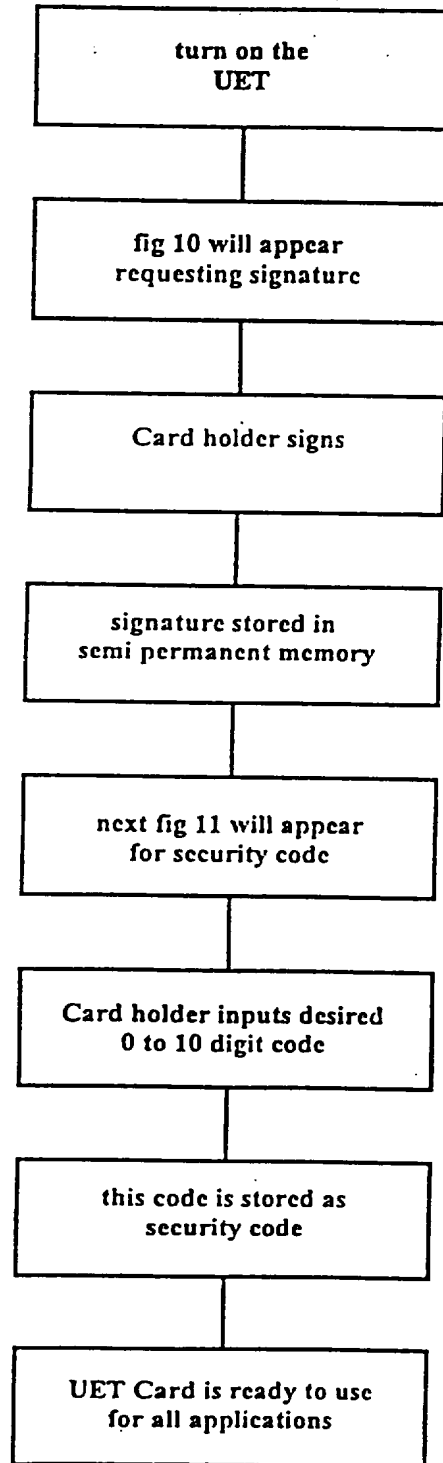 turn on the
UET
fig 10 will appear
requesting signature
Card holder signs
signature stored in
semi permanent memory
next fig 11 will appear
for security code
Card holder inputs desired
0 to 10 digit code
this code is stored as
security code
UET Card is ready to use
for all applications